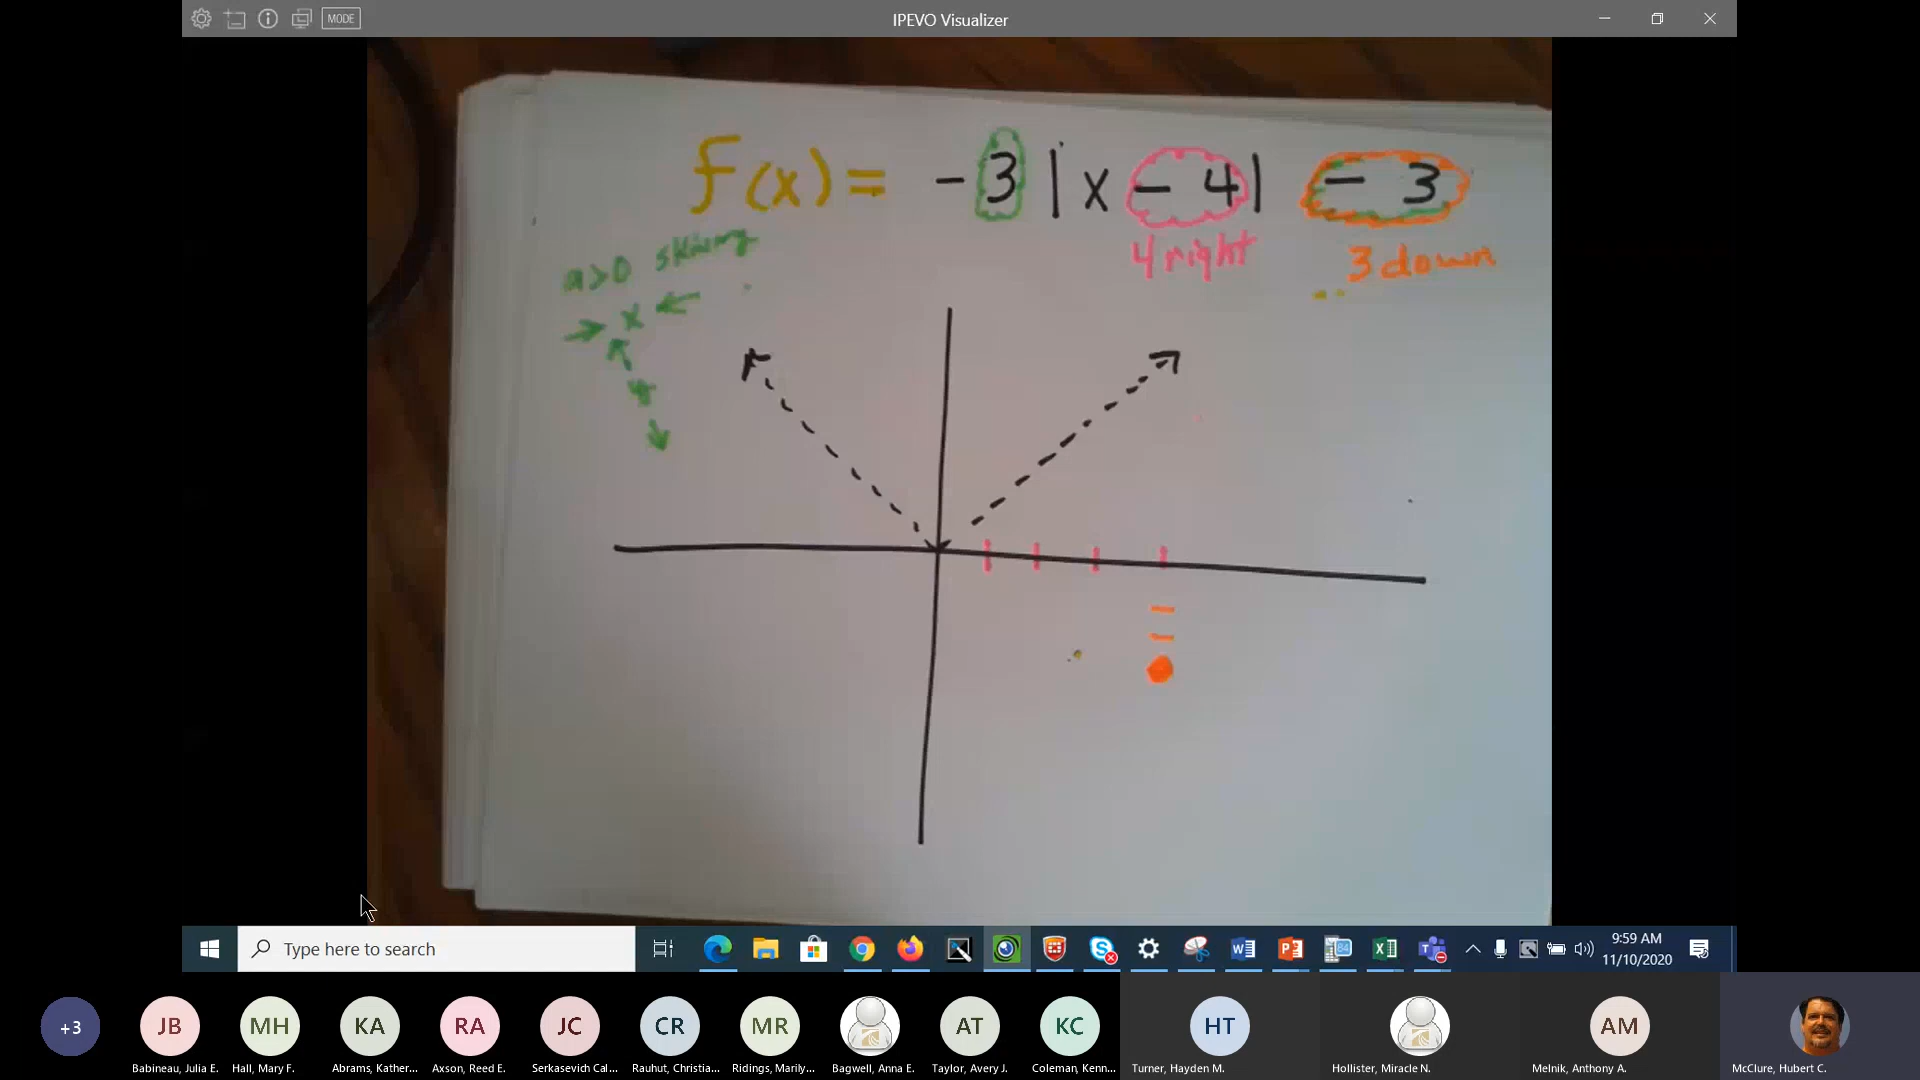 MODE
IPEVO Visualizer
f(x) = -3|x - 4| - 3
4 right
3 down
a>0 skinny
→ x ←
Type here to search
9:59 AM
11/10/2020
+3
JB
MH
KA
RA
JC
CR
MR
AT
KC
HT
AM
Babineau, Julia E.
Hall, Mary F.
Abrams, Kather...
Axson, Reed E.
Serkasevich Cal...
Rauhut, Christia...
Ridings, Marily...
Bagwell, Anna E.
Taylor, Avery J.
Coleman, Kenn...
Turner, Hayden M.
Hollister, Miracle N.
Melnik, Anthony A.
McClure, Hubert C.